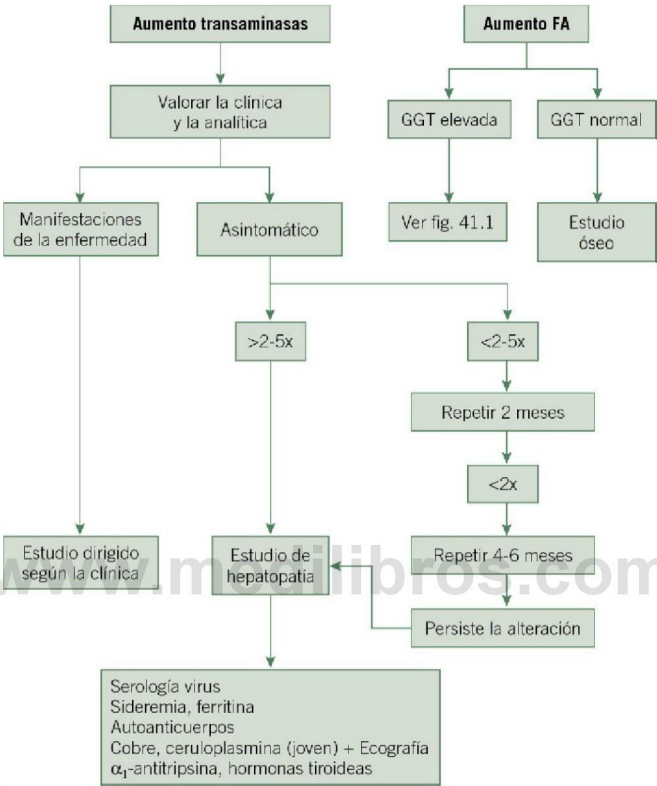 Aumento transaminasas
Aumento FA
Valorar la clínica
y la analítica
GGT elevada
GGT normal
Manifestaciones
de la enfermedad
Asintomático
Ver fig. 41.1
Estudio
óseo
>2-5x
<2-5x
Repetir 2 meses
<2x
Estudio dirigido
según la clínica
Estudio de
hepatopatía
Repetir 4-6 meses
www.medilibros.com
Persiste la alteración
Serología virus
Sideremia, ferritina
Autoanticuerpos
Cobre, ceruloplasmina (joven) + Ecografía
α₁-antitripsina, hormonas tiroideas